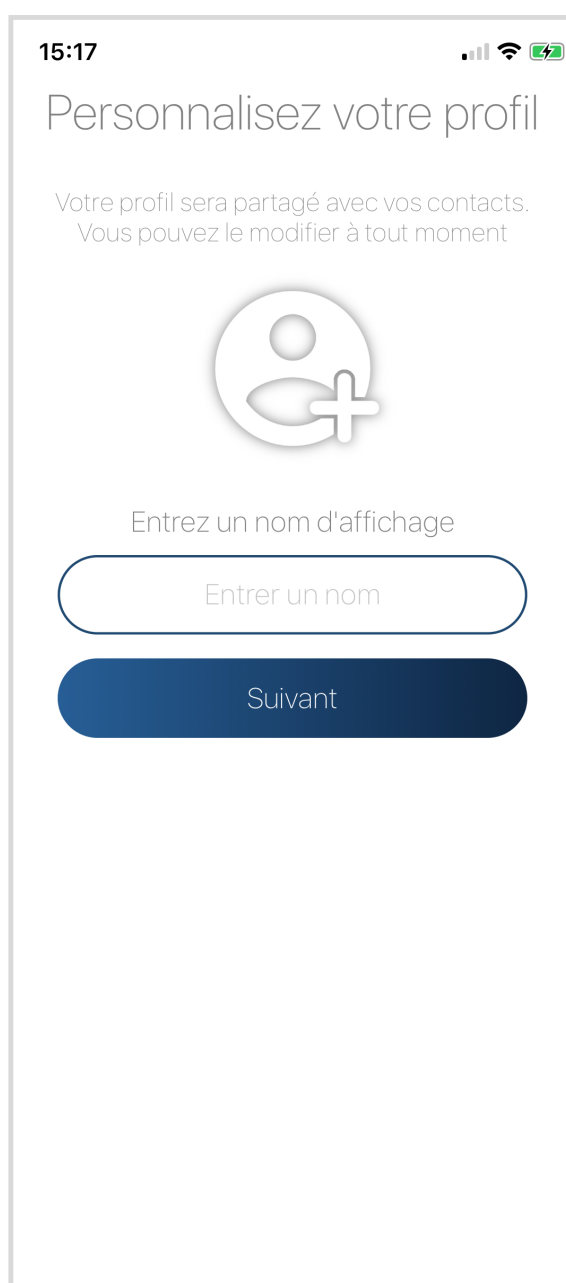 15:17
Personnalisez votre profil
Votre profil sera partagé avec vos contacts.
Vous pouvez le modifier à tout moment
Entrez un nom d'affichage
Entrer un nom
Suivant